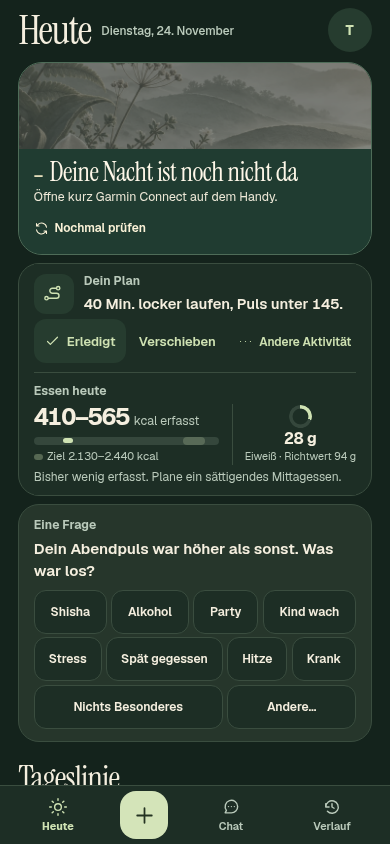 Heute Dienstag, 24. November T
– Deine Nacht ist noch nicht da
Öffne kurz Garmin Connect auf dem Handy.
Nochmal prüfen
Dein Plan
40 Min. locker laufen, Puls unter 145.
Erledigt Verschieben ... Andere Aktivität
Essen heute
410–565 kcal erfasst
28 g
Ziel 2.130–2.440 kcal
Eiweiß · Richtwert 94 g
Bisher wenig erfasst. Plane ein sättigendes Mittagessen.
Eine Frage
Dein Abendpuls war höher als sonst. Was
war los?
Shisha Alkohol Party Kind wach
Stress Spät gegessen Hitze Krank
Nichts Besonderes Andere…
Tageslinie
Heute + Chat Verlauf